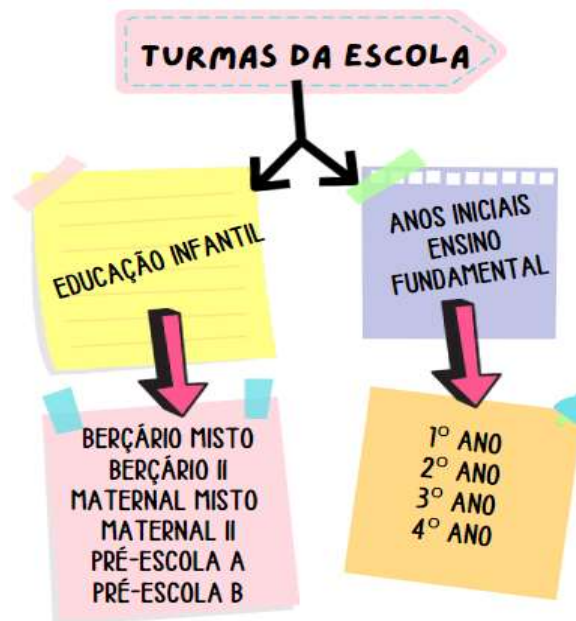 TURMAS DA ESCOLA
EDUCAÇÃO INFANTIL
ANOS INICIAIS
ENSINO
FUNDAMENTAL
BERÇÁRIO MISTO
BERÇÁRIO II
MATERNAL MISTO
MATERNAL II
PRÉ-ESCOLA A
PRÉ-ESCOLA B
1º ANO
2º ANO
3º ANO
4º ANO